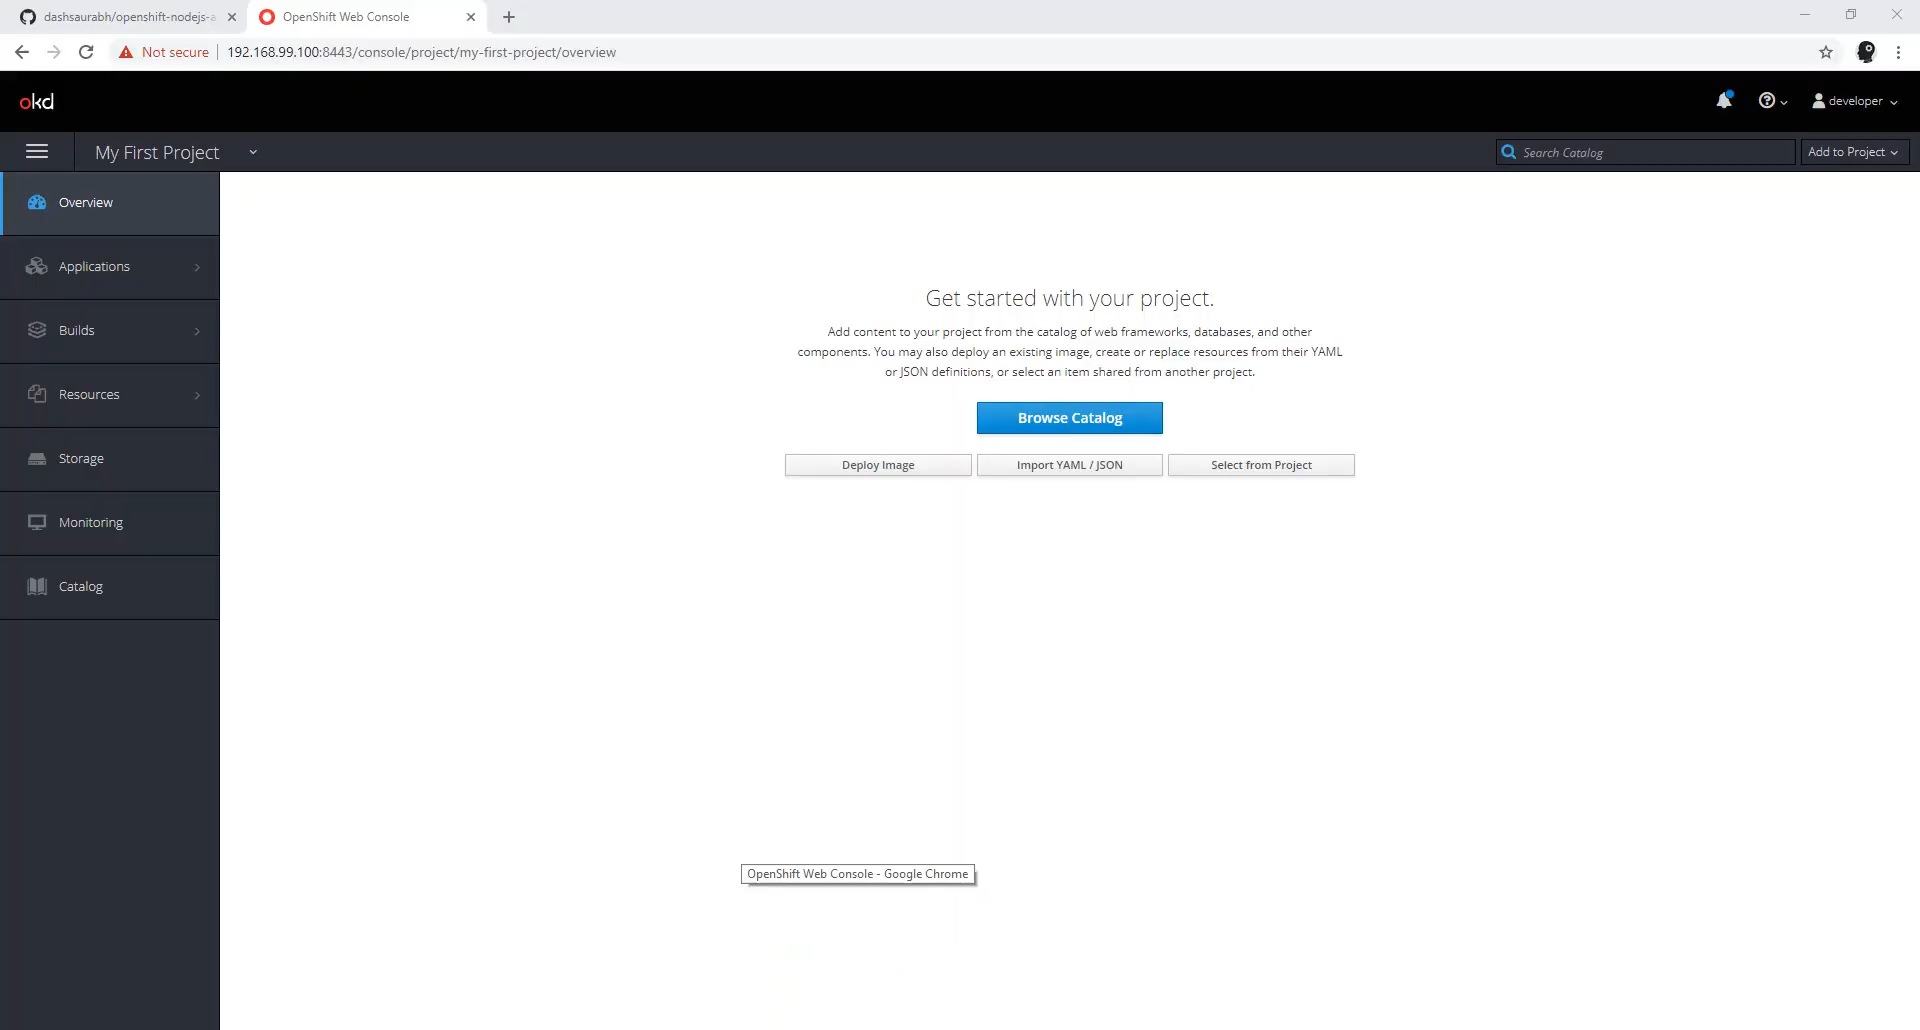 dashsaurabh/openshift-nodejs-a
OpenShift Web Console
Not secure
192.168.99.100:8443/console/project/my-first-project/overview
okd
developer
My First Project
Search Catalog
Add to Project
Overview
Applications
Builds
Resources
Storage
Monitoring
Catalog
Get started with your project.
Add content to your project from the catalog of web frameworks, databases, and other
components. You may also deploy an existing image, create or replace resources from their YAML
or JSON definitions, or select an item shared from another project.
Browse Catalog
Deploy Image
Import YAML / JSON
Select from Project
OpenShift Web Console - Google Chrome